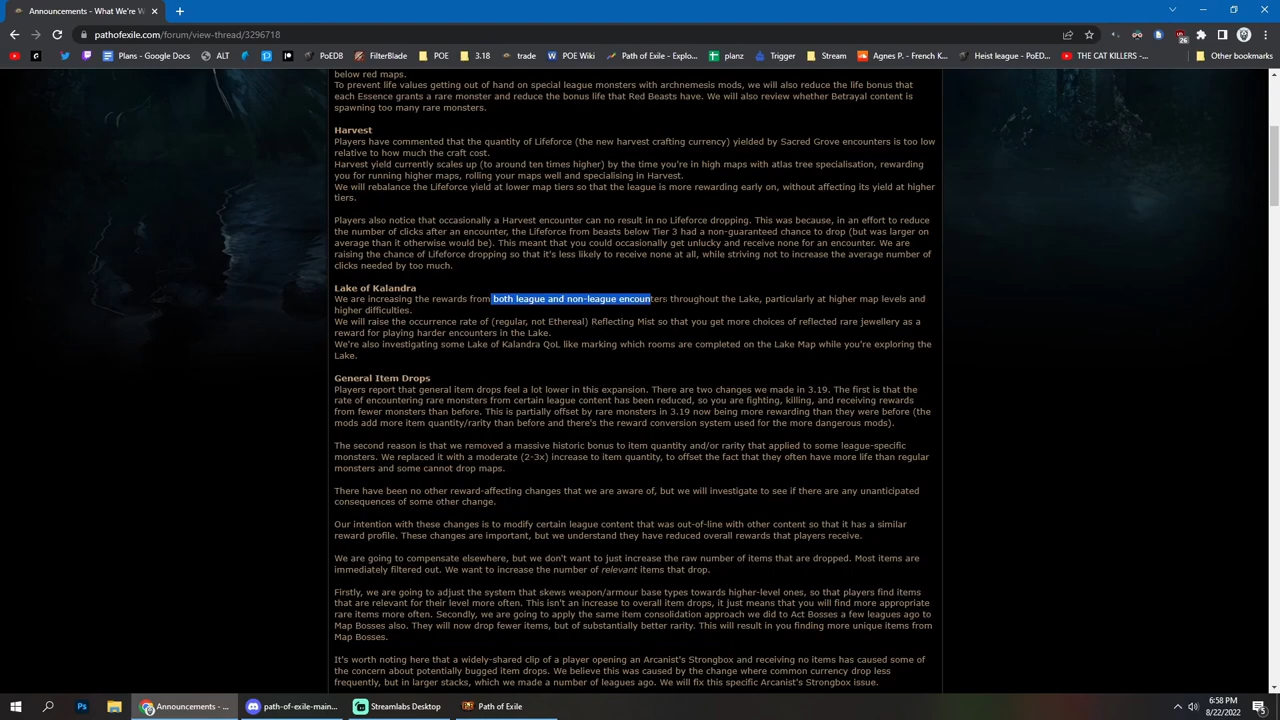 Announcements - What We W
pathofexile.com/forum/view-thread/3296718
Plans - Google Docs
ALT
PoEDB
FilterBlade
POE
3.18
trade
POE Wiki
Path of Exile - Explo...
planz
Trigger
Stream
Agnes P. - French K...
Heist league - PoED...
THE CAT KILLERS -...
Other bookmarks
below red maps.
To prevent life values getting out of hand on special league monsters with archnemesis mods, we will also reduce the life bonus that
each Essence grants a rare monster and reduce the bonus life that Red Beasts have. We will also review whether Betrayal content is
spawning too many rare monsters.
Harvest
Players have commented that the quantity of Lifeforce (the new harvest crafting currency) yielded by Sacred Grove encounters is too low
relative to how much the craft cost.
Harvest yield currently scales up (to around ten times higher) by the time you're in high maps with atlas tree specialisation, rewarding
you for running higher maps, rolling your maps well and specialising in Harvest.
We will rebalance the Lifeforce yield at lower map tiers so that the league is more rewarding early on, without affecting its yield at higher
tiers.
Players also notice that occasionally a Harvest encounter can no result in no Lifeforce dropping. This was because, in an effort to reduce
the number of clicks after an encounter, the Lifeforce from beasts below Tier 3 had a non-guaranteed chance to drop (but was larger on
average than it otherwise would be). This meant that you could occasionally get unlucky and receive none for an encounter. We are
raising the chance of Lifeforce dropping so that it's less likely to receive none at all, while striving not to increase the average number of
clicks needed by too much.
Lake of Kalandra
We are increasing the rewards from both league and non-league encounters throughout the Lake, particularly at higher map levels and
higher difficulties.
We will raise the occurrence rate of (regular, not Ethereal) Reflecting Mist so that you get more choices of reflected rare jewellery as a
reward for playing harder encounters in the Lake.
We're also investigating some Lake of Kalandra QoL like marking which rooms are completed on the Lake Map while you're exploring the
Lake.
General Item Drops
Players report that general item drops feel a lot lower in this expansion. There are two changes we made in 3.19. The first is that the
rate of encountering rare monsters from certain league content has been reduced, so you are fighting, killing, and receiving rewards
from fewer monsters than before. This is partially offset by rare monsters in 3.19 now being more rewarding than they were before (the
mods add more item quantity/rarity than before and there's the reward conversion system used for the more dangerous mods).
The second reason is that we removed a massive historic bonus to item quantity and/or rarity that applied to some league-specific
monsters. We replaced it with a moderate (2-3x) increase to item quantity, to offset the fact that they often have more life than regular
monsters and some cannot drop maps.
There have been no other reward-affecting changes that we are aware of, but we will investigate to see if there are any unanticipated
consequences of some other change.
Our intention with these changes is to modify certain league content that was out-of-line with other content so that it has a similar
reward profile. These changes are important, but we understand they have reduced overall rewards that players receive.
We are going to compensate elsewhere, but we don't want to just increase the raw number of items that are dropped. Most items are
immediately filtered out. We want to increase the number of relevant items that drop.
Firstly, we are going to adjust the system that skews weapon/armour base types towards higher-level ones, so that players find items
that are relevant for their level more often. This isn't an increase to overall item drops, it just means that you will find more appropriate
rare items more often. Secondly, we are going to apply the same item consolidation approach we did to Act Bosses a few leagues ago to
Map Bosses also. They will now drop fewer items, but of substantially better rarity. This will result in you finding more unique items from
Map Bosses.
It's worth noting here that a widely-shared clip of a player opening an Arcanist's Strongbox and receiving no items has caused some of
the concern about potentially bugged item drops. We believe this was caused by the change where common currency drop less
frequently, but in larger stacks, which we made a number of leagues ago. We will fix this specific Arcanist's Strongbox issue.
Announcements - ...
path-of-exile-main...
Streamlabs Desktop
Path of Exile
6:58 PM
8/22/2022